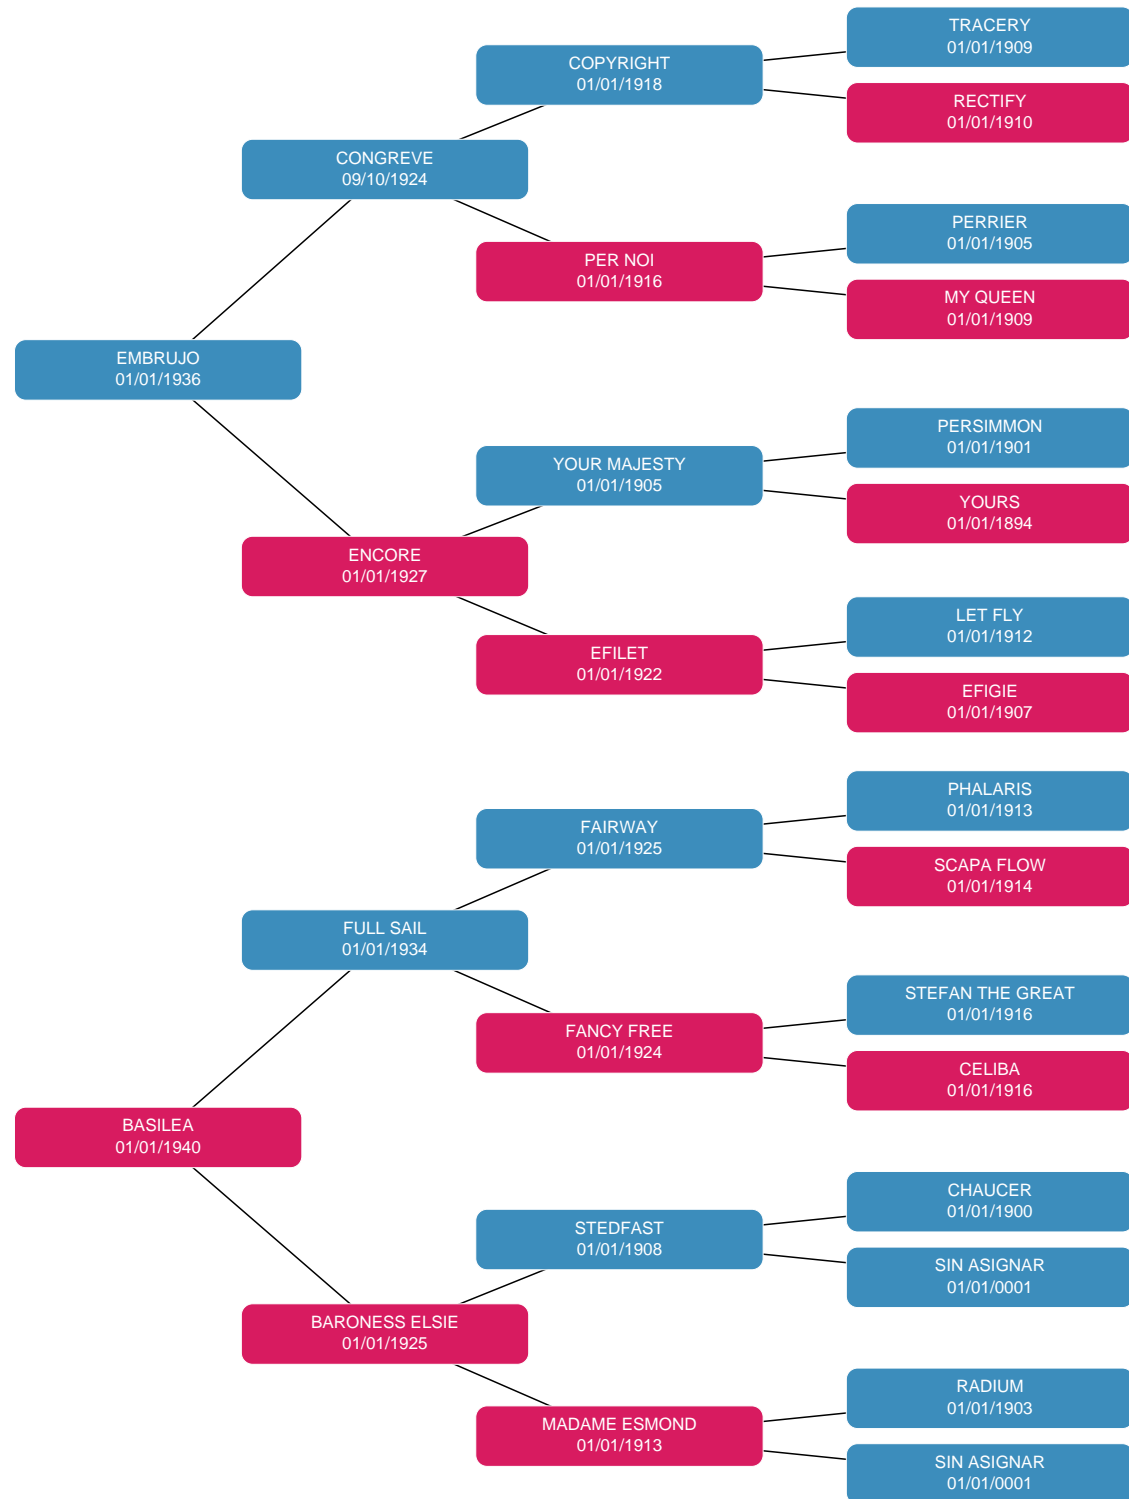 TRACERY
01/01/1909
COPYRIGHT
01/01/1918
RECTIFY
01/01/1910
CONGREVE
09/10/1924
PERRIER
01/01/1905
PER NOI
01/01/1916
MY QUEEN
01/01/1909
EMBRUJO
01/01/1936
PERSIMMON
01/01/1901
YOUR MAJESTY
01/01/1905
YOURS
01/01/1894
ENCORE
01/01/1927
LET FLY
01/01/1912
EFILET
01/01/1922
EFIGIE
01/01/1907
PHALARIS
01/01/1913
FAIRWAY
01/01/1925
SCAPA FLOW
01/01/1914
FULL SAIL
01/01/1934
STEFAN THE GREAT
01/01/1916
FANCY FREE
01/01/1924
CELIBA
01/01/1916
BASILEA
01/01/1940
CHAUCER
01/01/1900
STEDFAST
01/01/1908
SIN ASIGNAR
01/01/0001
BARONESS ELSIE
01/01/1925
RADIUM
01/01/1903
MADAME ESMOND
01/01/1913
SIN ASIGNAR
01/01/0001